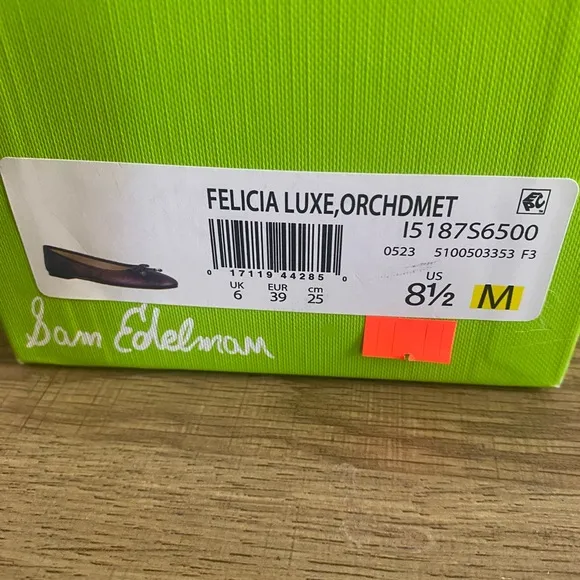 FELICIA LUXE,ORCHDMET
I5187S6500
0523 5100503353 F3
0 17119 44285 0
UK EUR cm US
6 39 25 8½ M
Sam Edelman